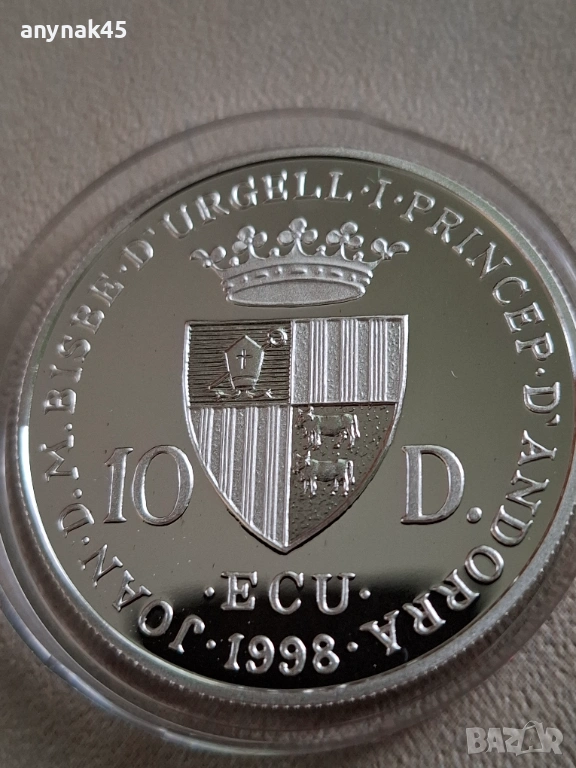 anynak45
JOAN·D.M.BISBE·D'URGELL·I·PRINCEP·D'ANDORRA·
10 D.
·ECU·
·1998·
BAZAR